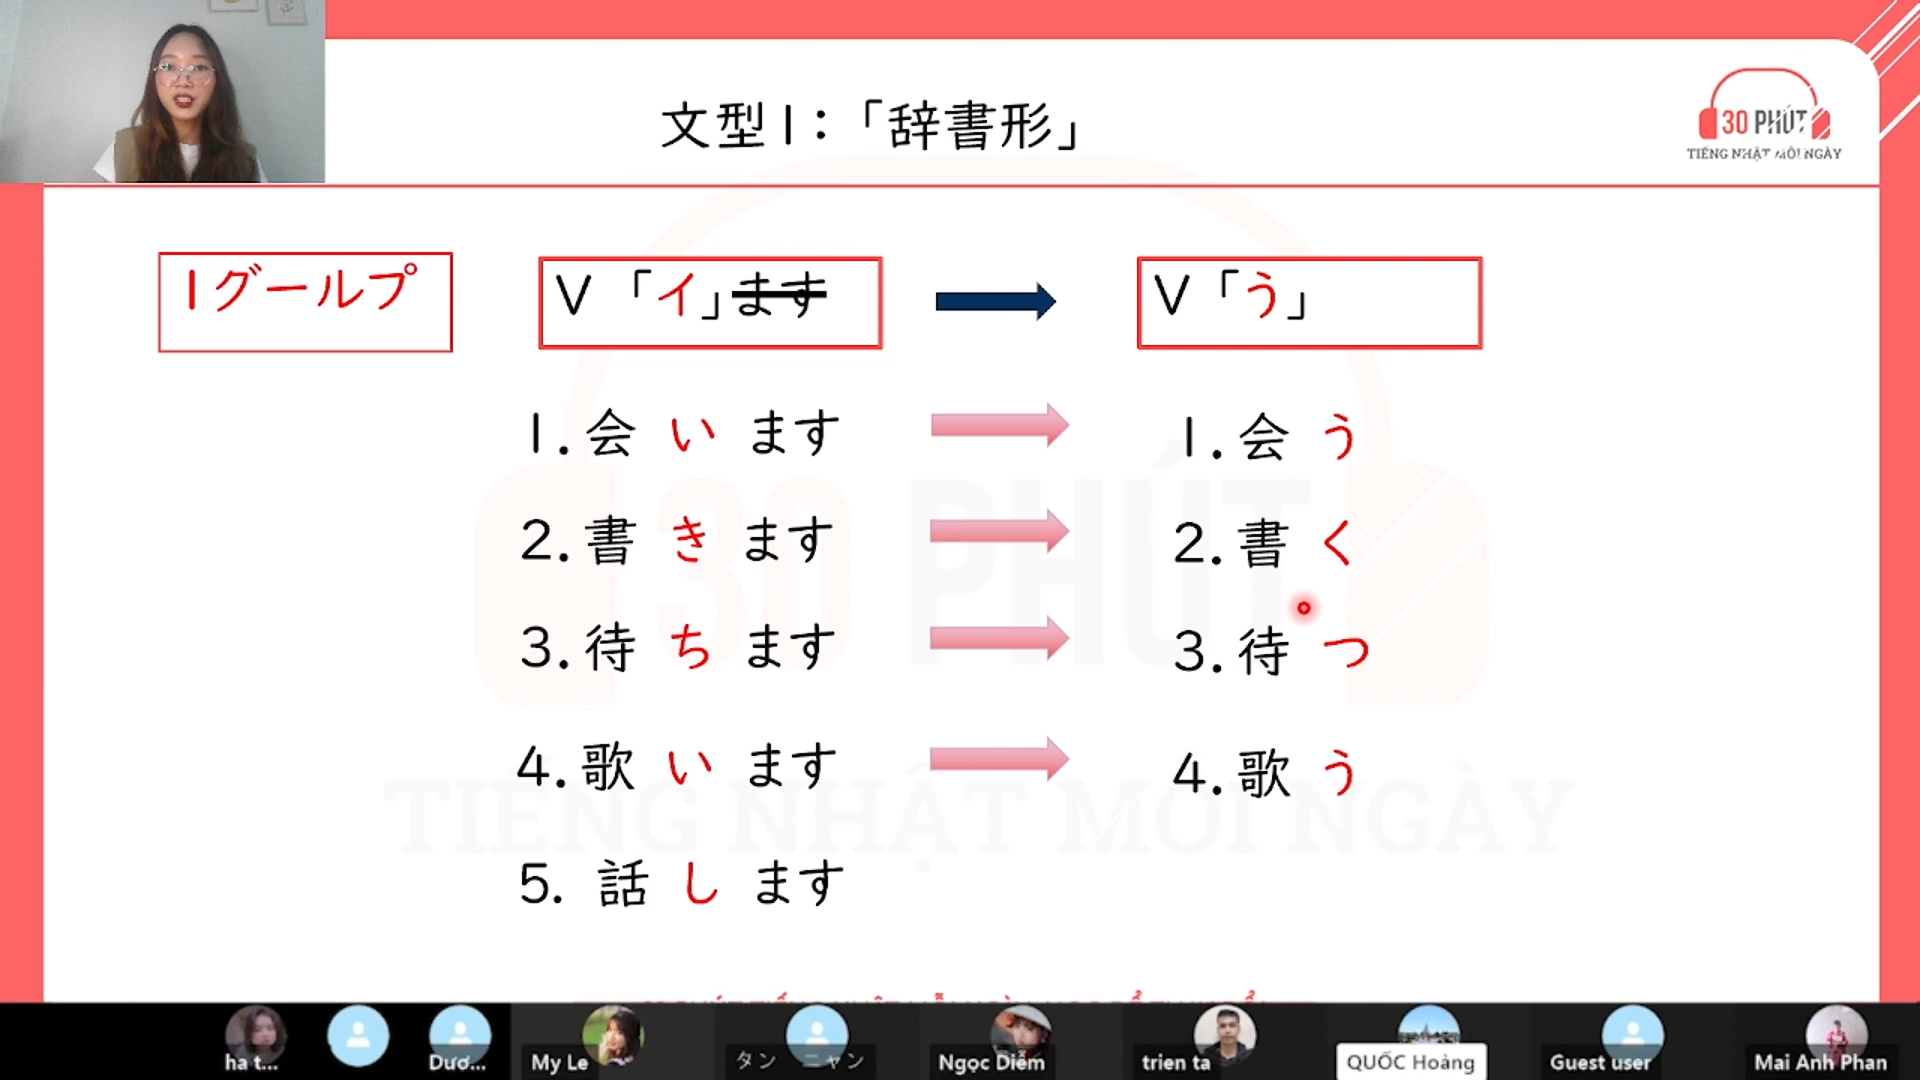 文型1：「辞書形」
30 PHÚT
TIẾNG NHẬT MỖI NGÀY
1グールプ
V「イ」ます
V「う」
1.会 い ます
1.会 う
2.書 き ます
2.書 く
3.待 ち ます
3.待 つ
4.歌 い ます
4.歌 う
5. 話 し ます
30 PHÚT
TIẾNG NHẬT MỖI NGÀY
ha t...
Dươ...
My Le
タン ニャン
Ngọc Diễm
trien ta
QUỐC Hoàng
Guest user
Mai Anh Phan